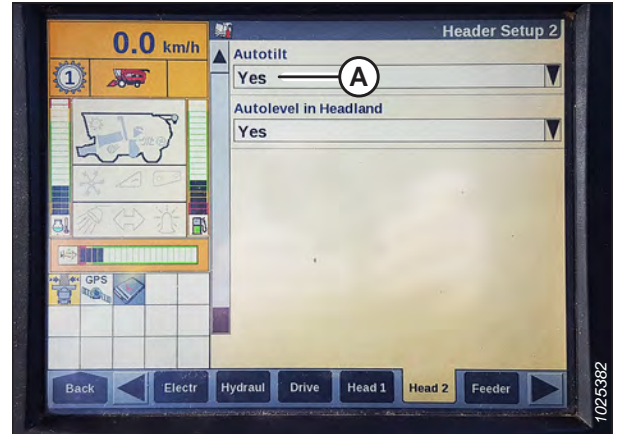 0.0 km/h
Header Setup 2
1
Autotilt
Yes
A
Autolevel in Headland
Yes
GPS
Back Electr Hydraul Drive Head 1 Head 2 Feeder
1025382